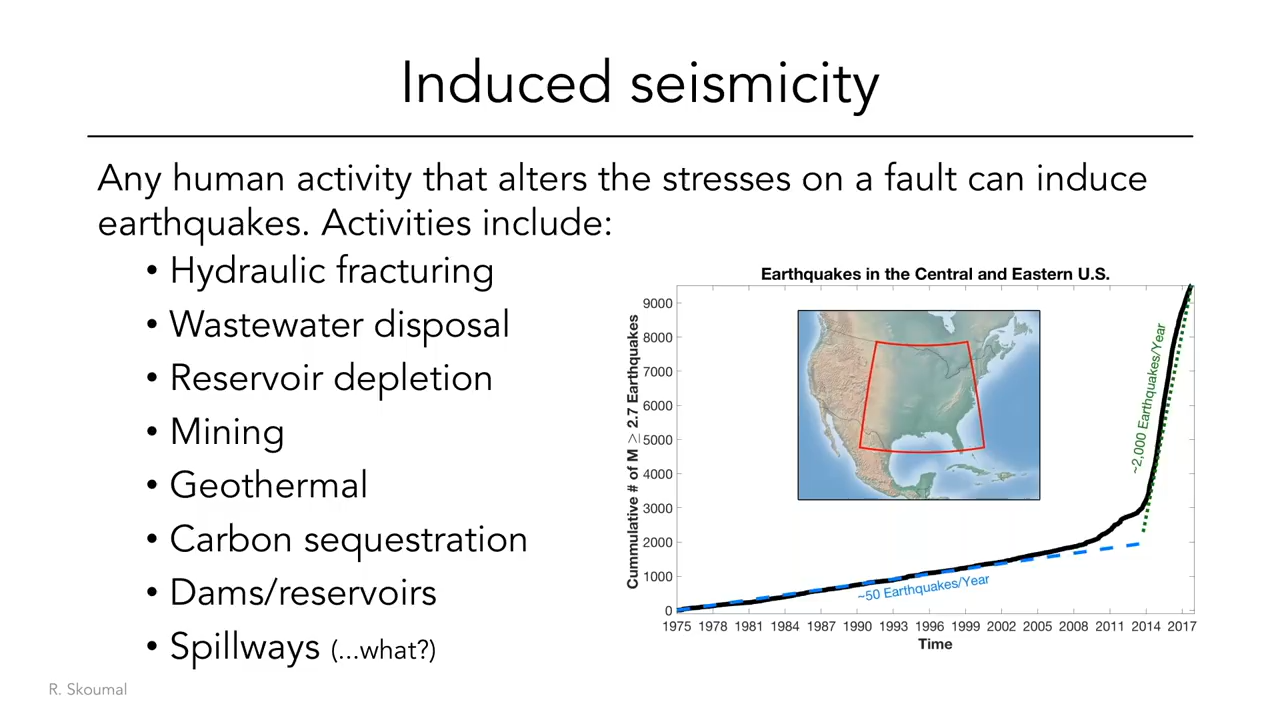 Induced seismicity
Any human activity that alters the stresses on a fault can induce
earthquakes. Activities include:
• Hydraulic fracturing
• Wastewater disposal
• Reservoir depletion
• Mining
• Geothermal
• Carbon sequestration
• Dams/reservoirs
• Spillways (...what?)
Earthquakes in the Central and Eastern U.S.
Cummulative # of M ≥ 2.7 Earthquakes
9000
8000
7000
6000
5000
4000
3000
2000
1000
0
~2,000 Earthquakes/Year
~50 Earthquakes/Year
1975 1978 1981 1984 1987 1990 1993 1996 1999 2002 2005 2008 2011 2014 2017
Time
R. Skoumal